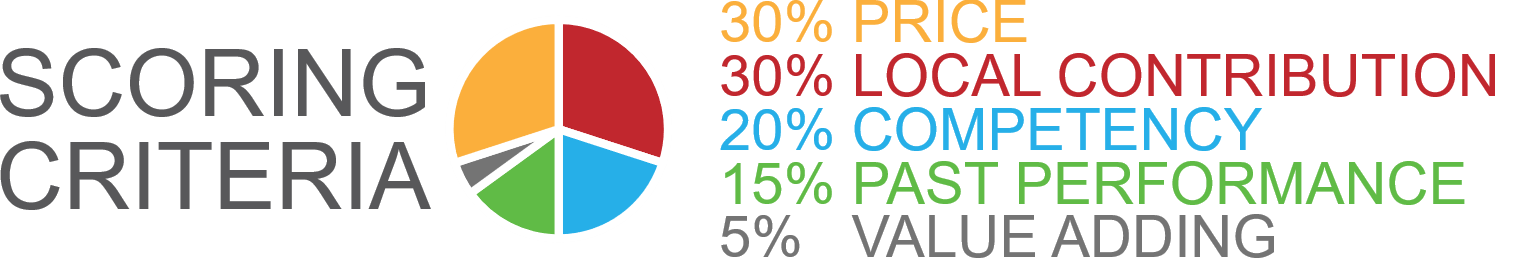 SCORING
CRITERIA
30% PRICE
30% LOCAL CONTRIBUTION
20% COMPETENCY
15% PAST PERFORMANCE
5% VALUE ADDING